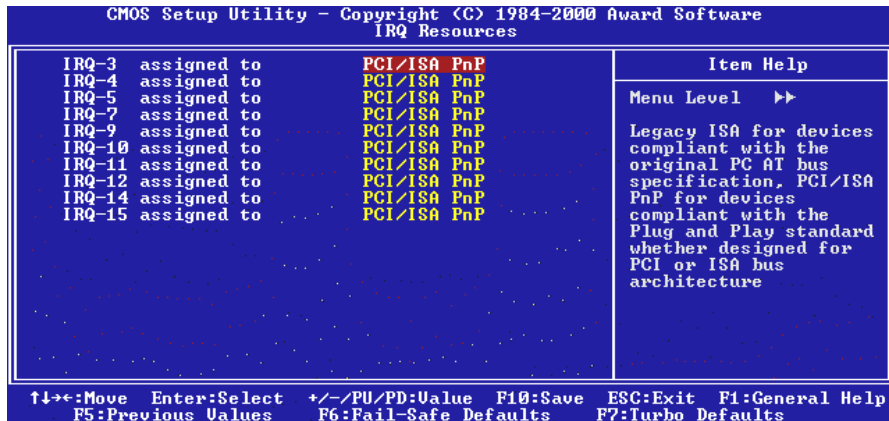 CMOS Setup Utility - Copyright (C) 1984-2000 Award Software
IRQ Resources
IRQ-3 assigned to PCI/ISA PnP
IRQ-4 assigned to PCI/ISA PnP
IRQ-5 assigned to PCI/ISA PnP
IRQ-7 assigned to PCI/ISA PnP
IRQ-9 assigned to PCI/ISA PnP
IRQ-10 assigned to PCI/ISA PnP
IRQ-11 assigned to PCI/ISA PnP
IRQ-12 assigned to PCI/ISA PnP
IRQ-14 assigned to PCI/ISA PnP
IRQ-15 assigned to PCI/ISA PnP
Item Help
Menu Level ▸▸
Legacy ISA for devices
compliant with the
original PC AT bus
specification, PCI/ISA
PnP for devices
compliant with the
Plug and Play standard
whether designed for
PCI or ISA bus
architecture
↑↓→←:Move Enter:Select +/-/PU/PD:Value F10:Save ESC:Exit F1:General Help
F5:Previous Values F6:Fail-Safe Defaults F7:Turbo Defaults